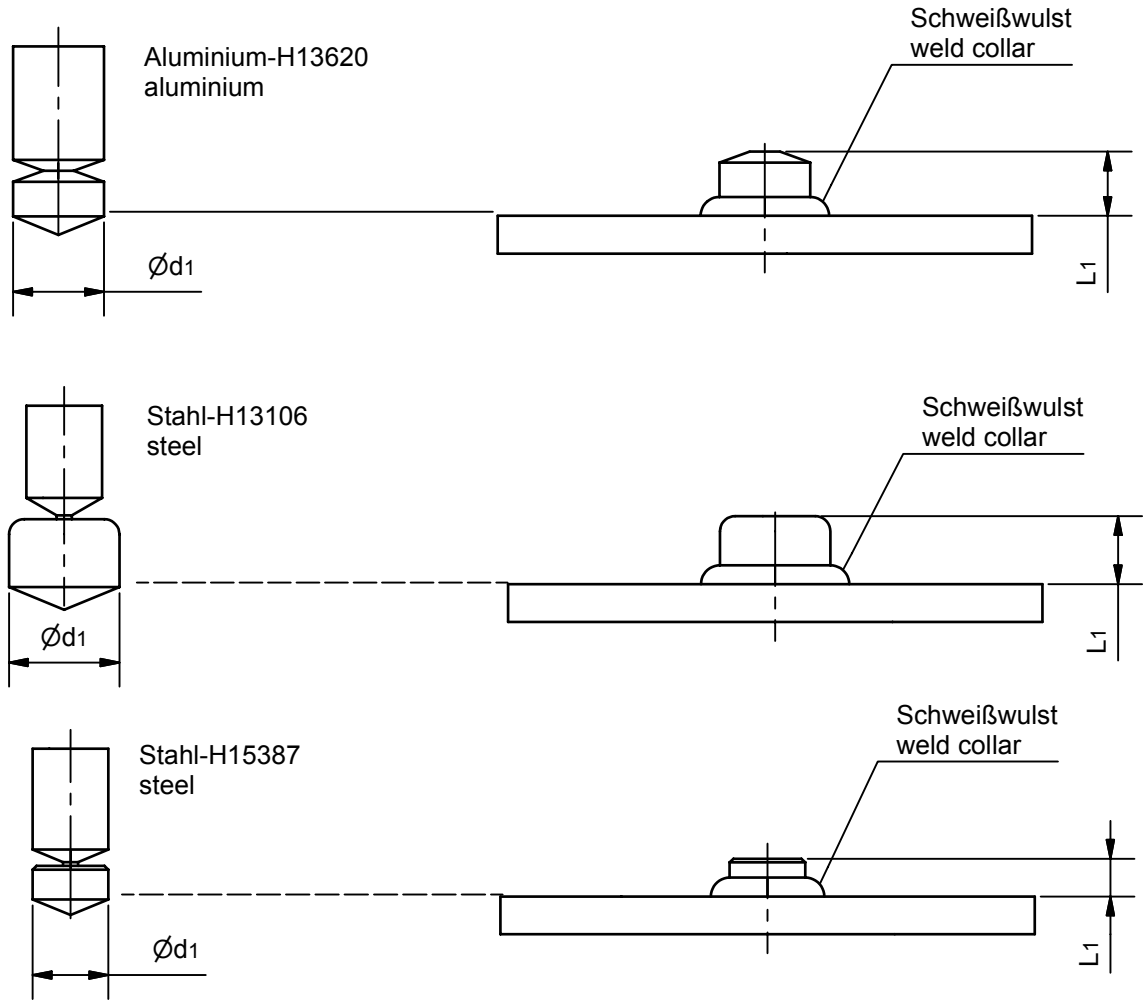 Aluminium-H13620
aluminium
Schweißwulst
weld collar
Ød1
L1
Stahl-H13106
steel
Schweißwulst
weld collar
Ød1
L1
Stahl-H15387
steel
Schweißwulst
weld collar
Ød1
L1